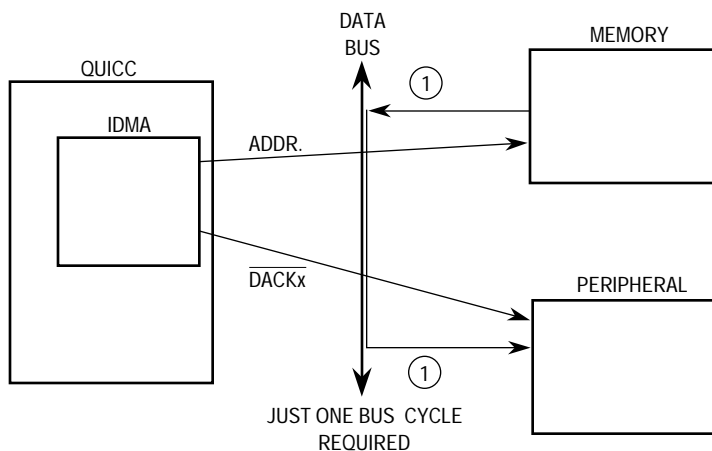 DATA
BUS
MEMORY
QUICC
1
IDMA
ADDR.
DACKx
PERIPHERAL
1
JUST ONE BUS CYCLE
REQUIRED